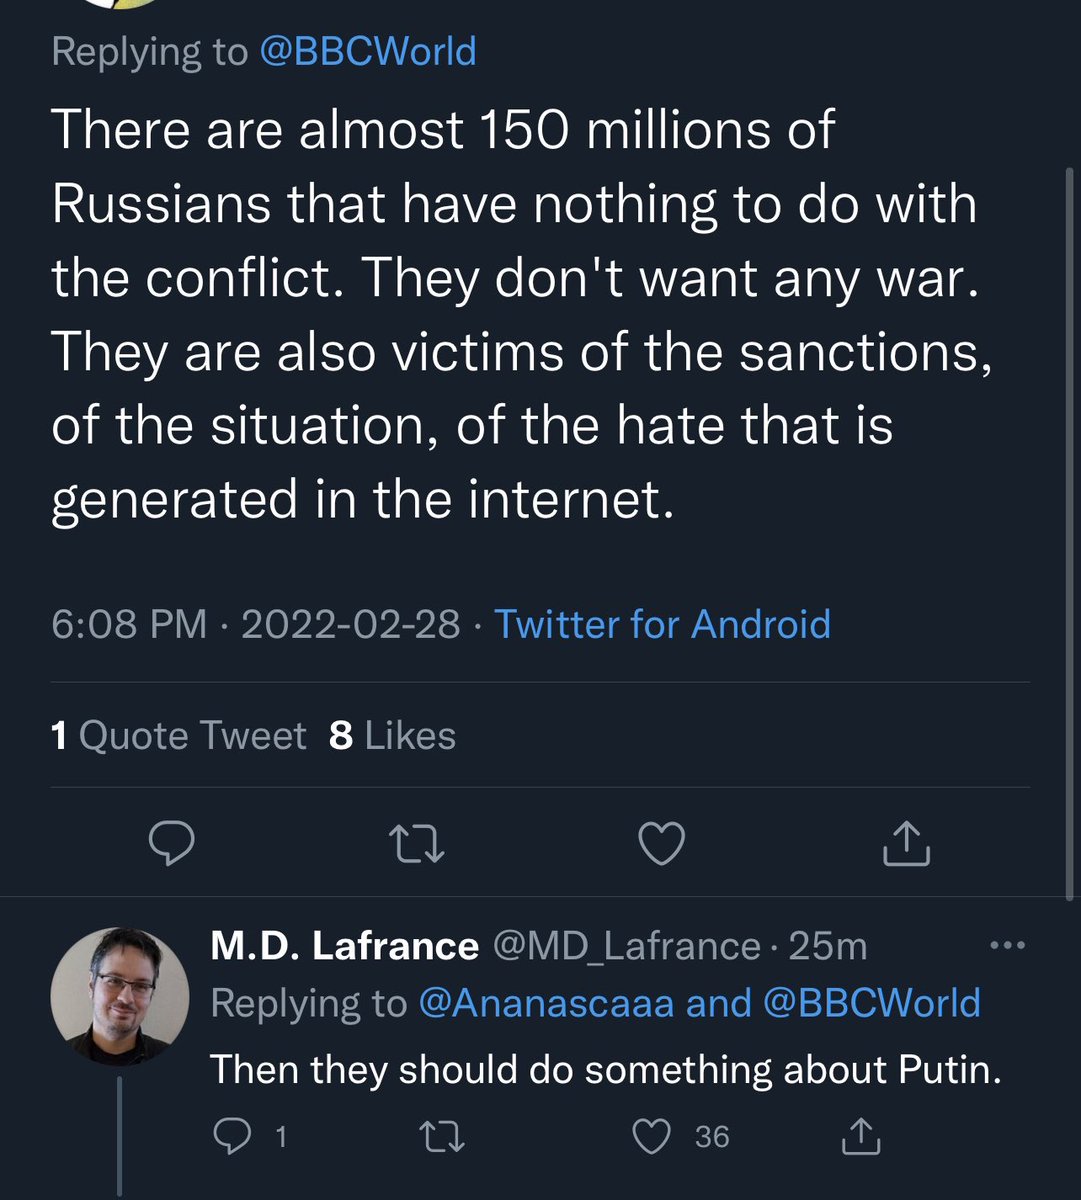 Replying to @BBCWorld
There are almost 150 millions of
Russians that have nothing to do with
the conflict. They don't want any war.
They are also victims of the sanctions,
of the situation, of the hate that is
generated in the internet.
6:08 PM · 2022-02-28 · Twitter for Android
1 Quote Tweet 8 Likes
M.D. Lafrance @MD_Lafrance · 25m
Replying to @Ananascaaa and @BBCWorld
Then they should do something about Putin.
1 36